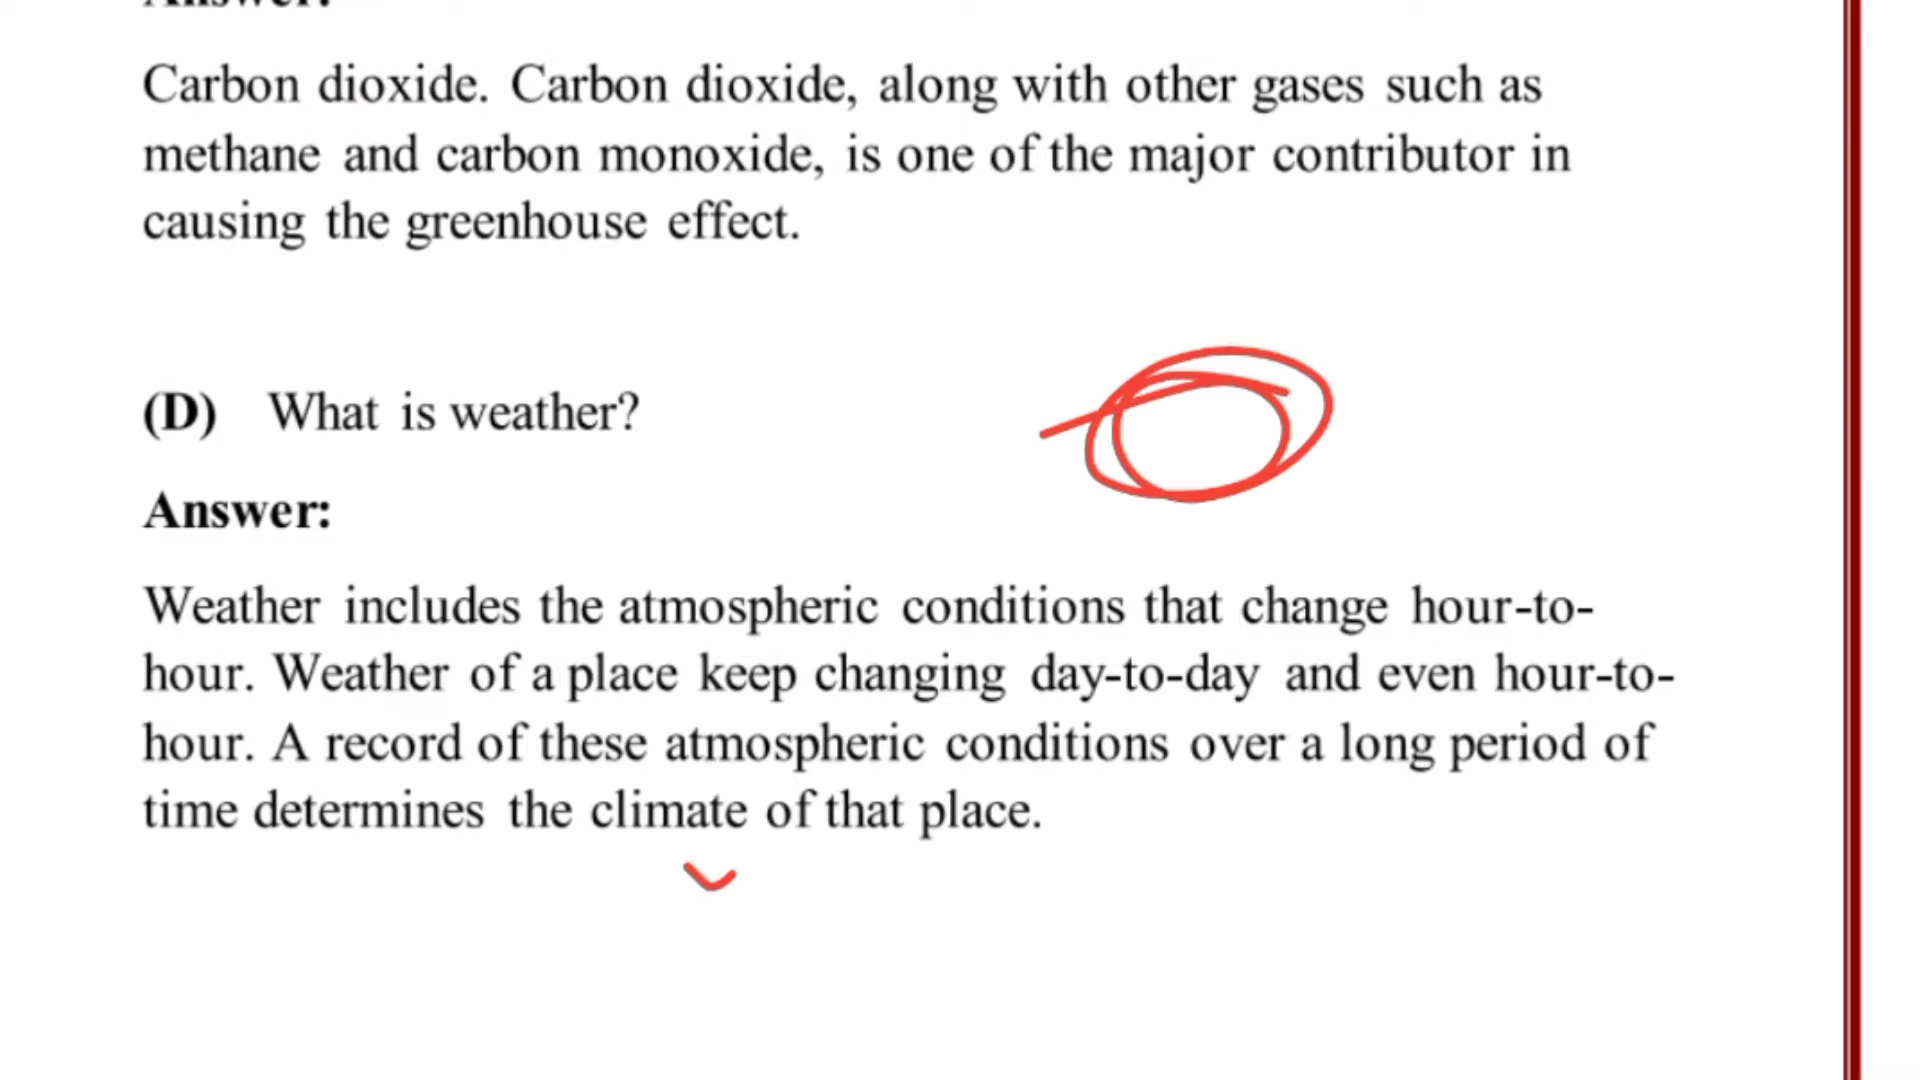 Answer:
Carbon dioxide. Carbon dioxide, along with other gases such as
methane and carbon monoxide, is one of the major contributor in
causing the greenhouse effect.
(D) What is weather?
Answer:
Weather includes the atmospheric conditions that change hour-to-
hour. Weather of a place keep changing day-to-day and even hour-to-
hour. A record of these atmospheric conditions over a long period of
time determines the climate of that place.